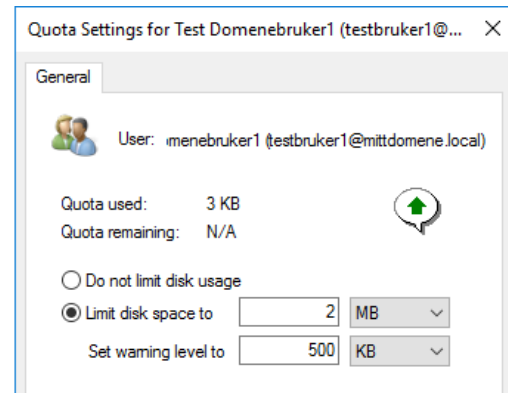 Quota Settings for Test Domenebruker1 (testbruker1@...
General
User: omenebruker1 (testbruker1@mittdomene.local)
Quota used: 3 KB
Quota remaining: N/A
Do not limit disk usage
Limit disk space to 2 MB
Set warning level to 500 KB